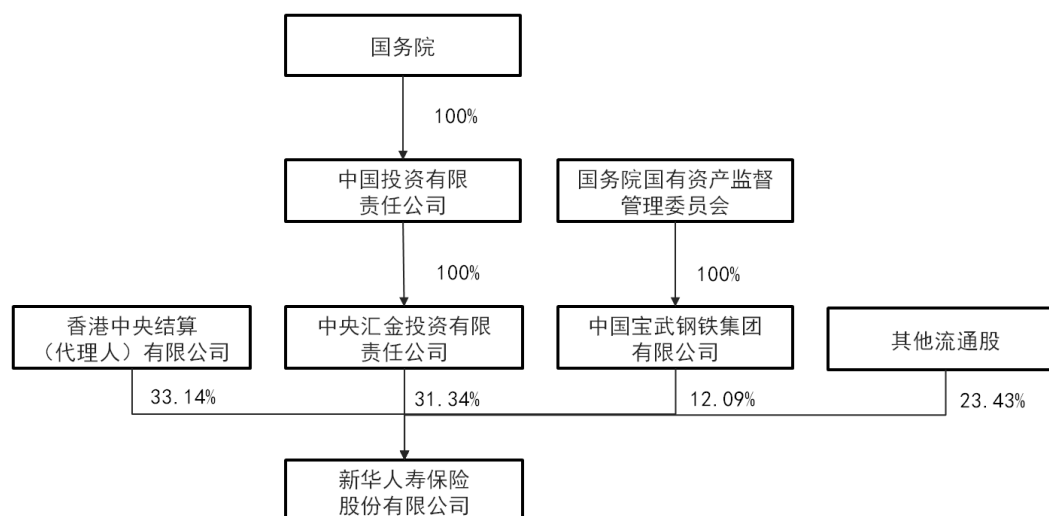 国务院
100%
中国投资有限
责任公司
国务院国有资产监督
管理委员会
100%
100%
香港中央结算
（代理人）有限公司
中央汇金投资有限
责任公司
中国宝武钢铁集团
有限公司
其他流通股
33.14%
31.34%
12.09%
23.43%
新华人寿保险
股份有限公司